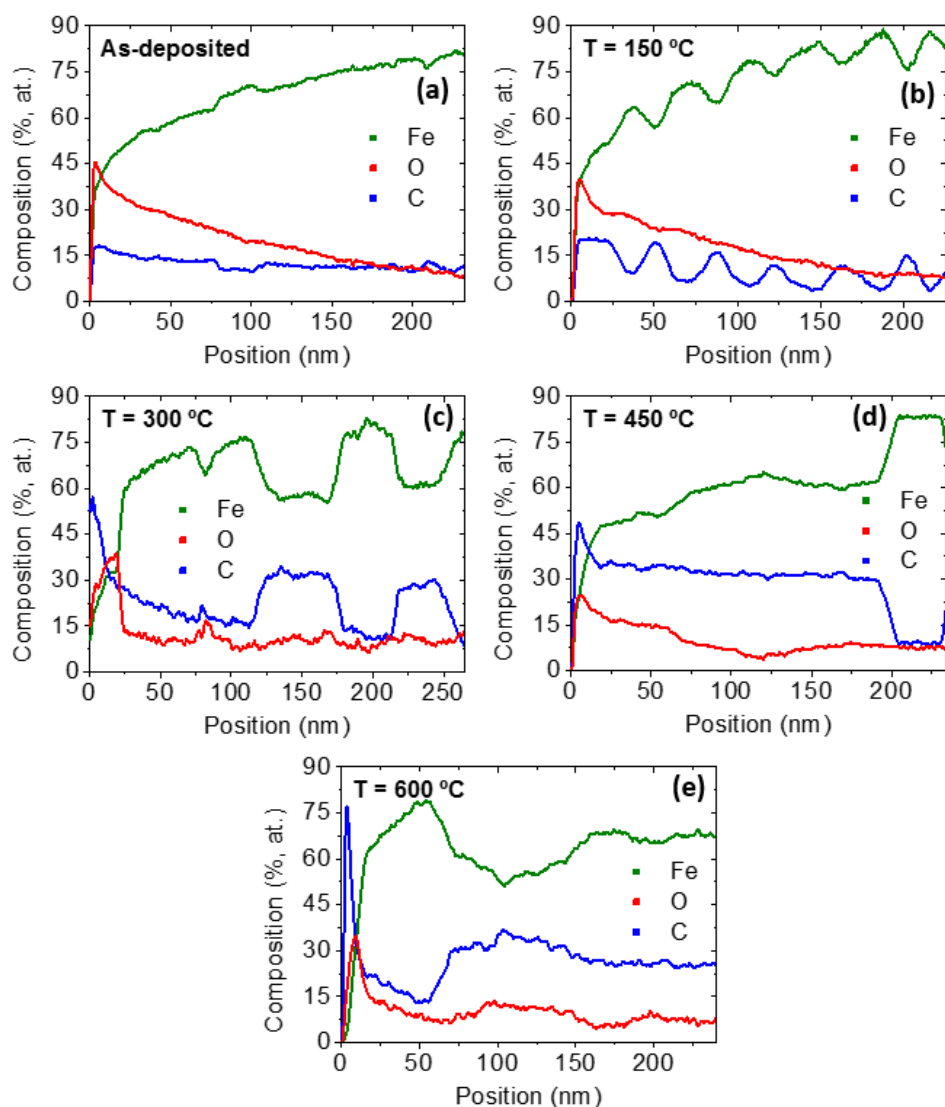 As-deposited
(a)
Fe
O
C
90
75
60
45
30
15
0
Composition (%, at.)
0 50 100 150 200
Position (nm)
T = 150 ºC
(b)
Fe
O
C
90
75
60
45
30
15
0
Composition (%, at.)
0 50 100 150 200
Position (nm)
T = 300 ºC
(c)
Fe
O
C
90
75
60
45
30
15
0
Composition (%, at.)
0 50 100 150 200 250
Position (nm)
T = 450 ºC
(d)
Fe
O
C
90
75
60
45
30
15
0
Composition (%, at.)
0 50 100 150 200
Position (nm)
T = 600 ºC
(e)
Fe
O
C
90
75
60
45
30
15
0
Composition (%, at.)
0 50 100 150 200
Position (nm)